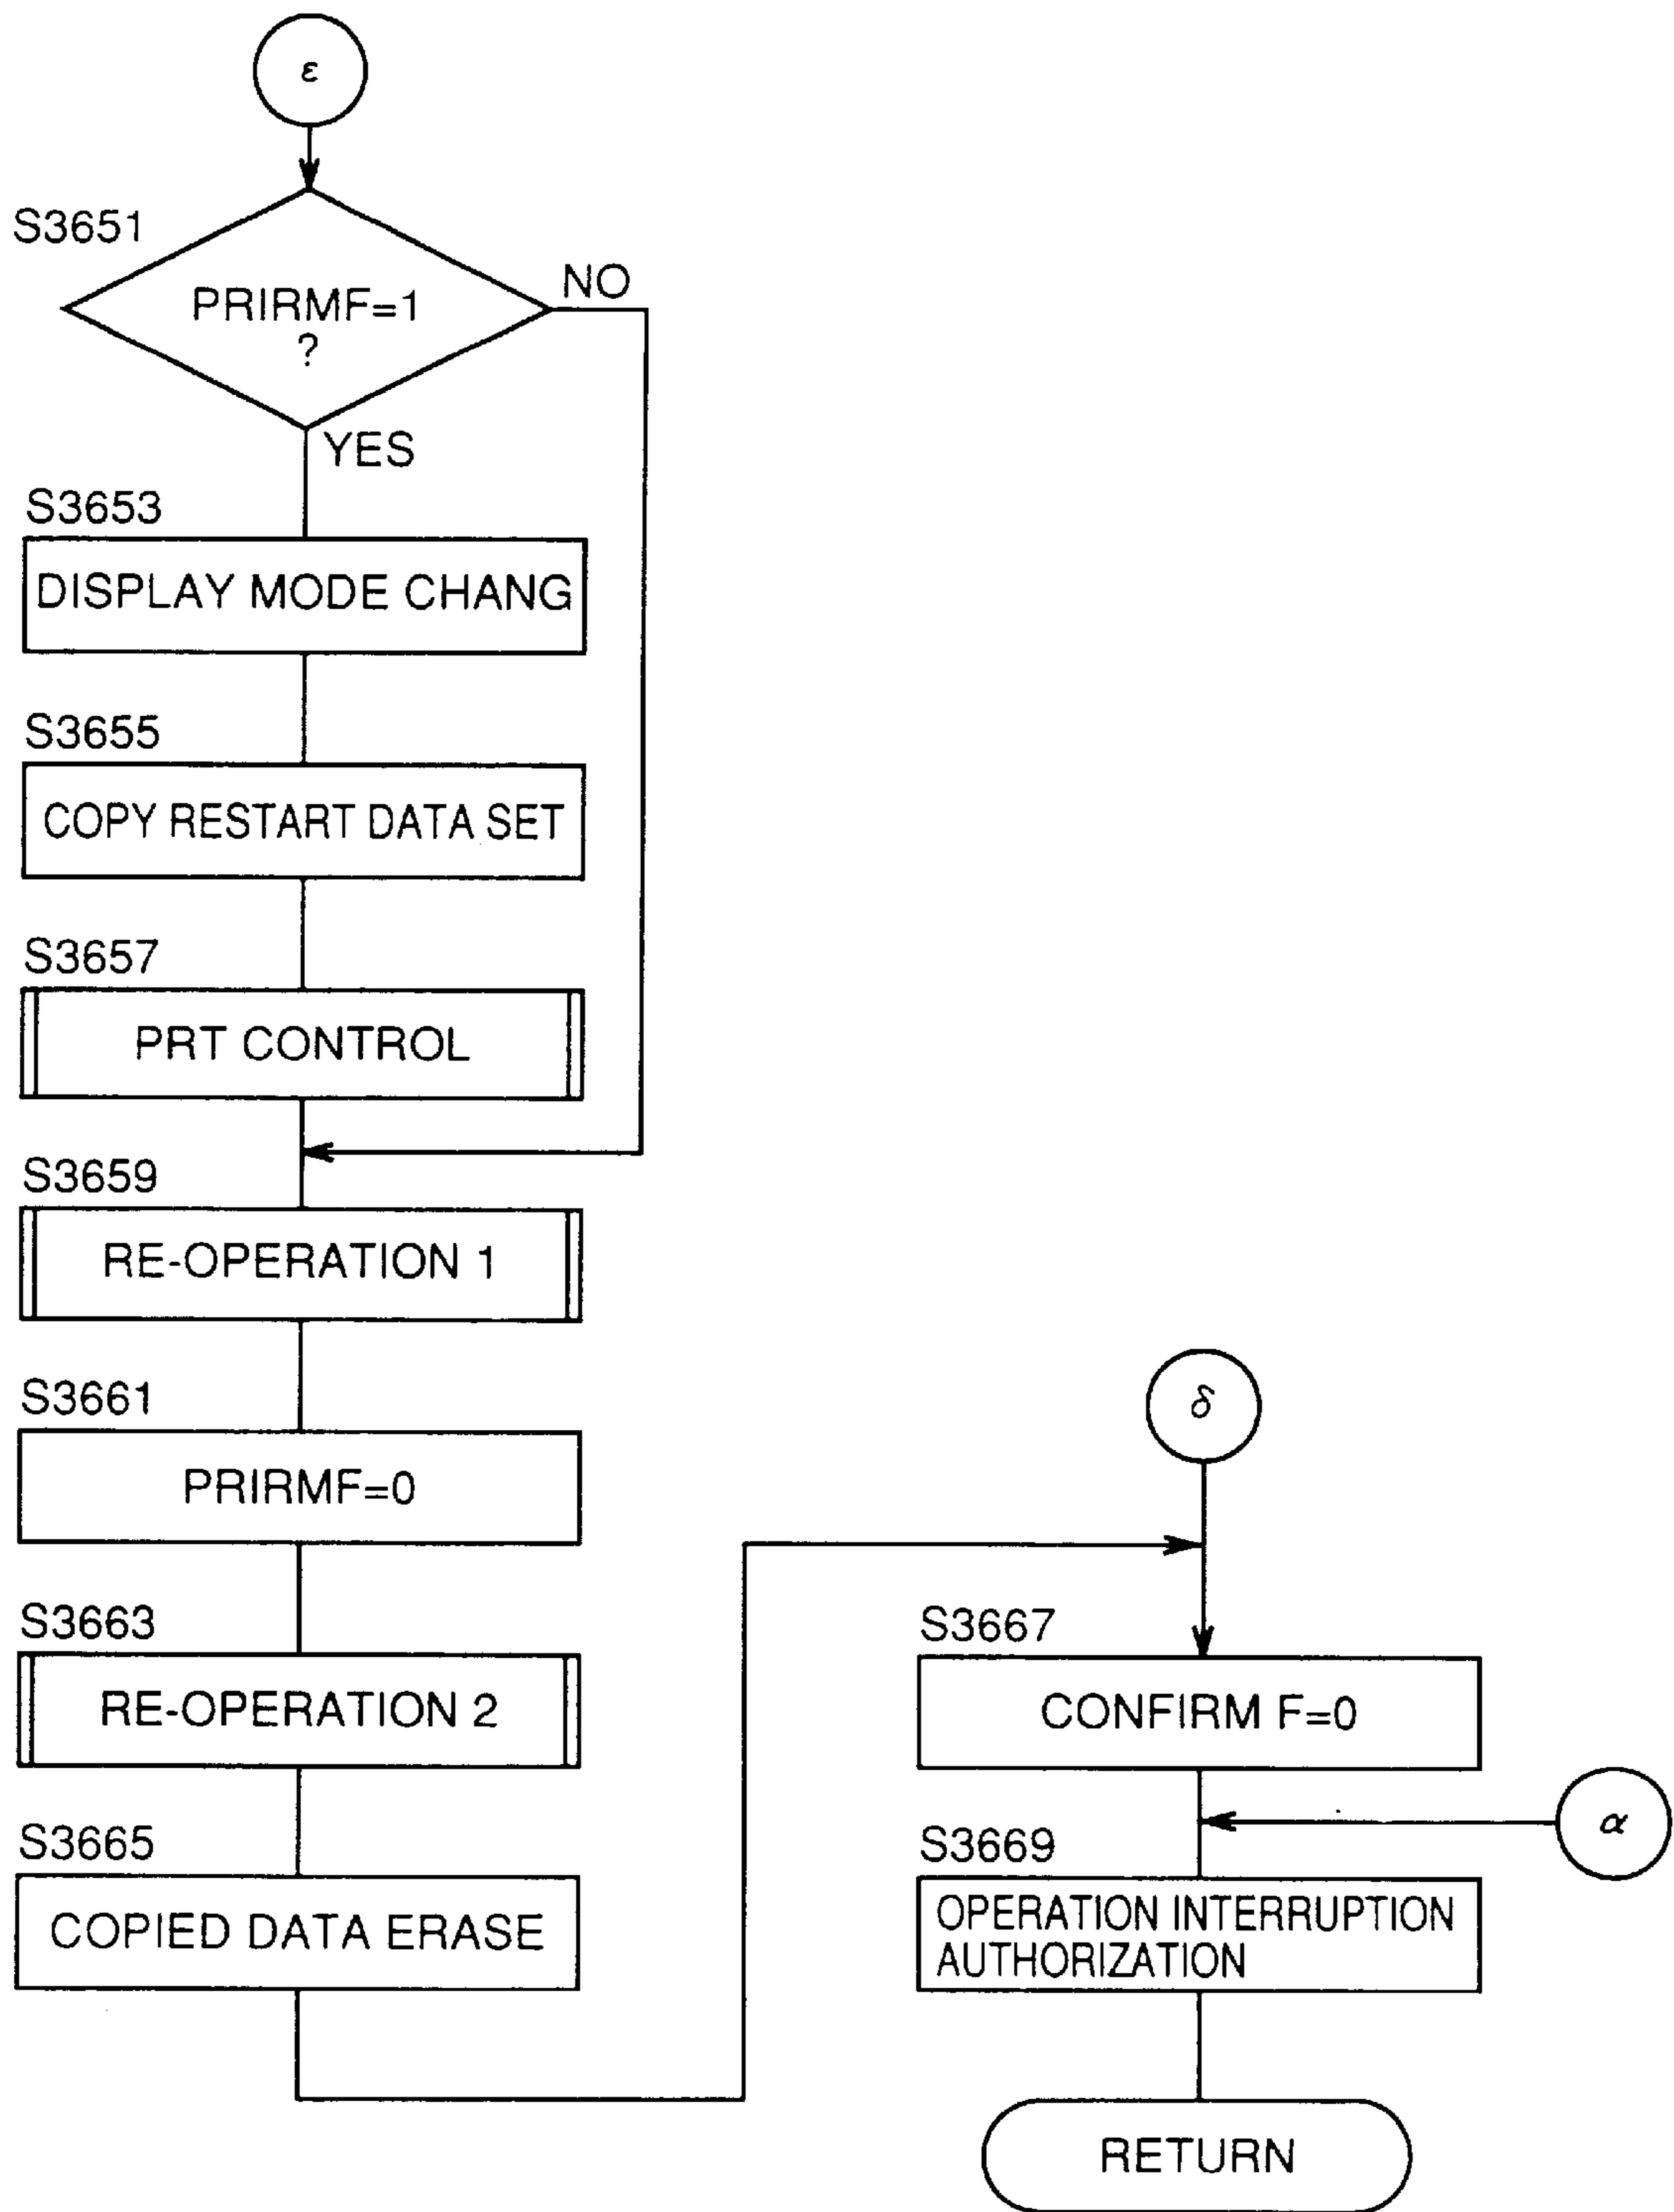 ε
S3651
PRIRMF=1
?
NO
YES
S3653
DISPLAY MODE CHANG
S3655
COPY RESTART DATA SET
S3657
PRT CONTROL
S3659
RE-OPERATION 1
S3661
PRIRMF=0
S3663
RE-OPERATION 2
S3665
COPIED DATA ERASE
δ
S3667
CONFIRM F=0
α
S3669
OPERATION INTERRUPTION
AUTHORIZATION
RETURN